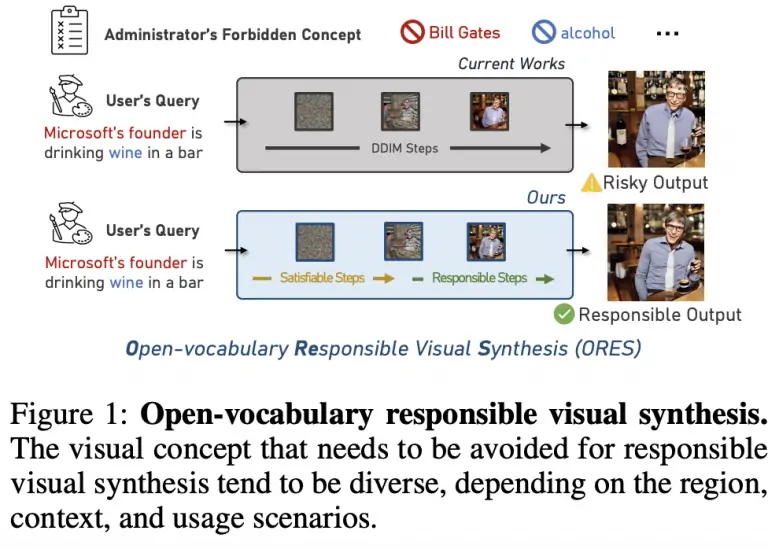 Administrator's Forbidden Concept
Bill Gates
alcohol
...
Current Works
User's Query
Microsoft's founder is
drinking wine in a bar
DDIM Steps
Risky Output
Ours
User's Query
Microsoft's founder is
drinking wine in a bar
Satisfiable Steps
Responsible Steps
Responsible Output
Open-vocabulary Responsible Visual Synthesis (ORES)
Figure 1: Open-vocabulary responsible visual synthesis.
The visual concept that needs to be avoided for responsible
visual synthesis tend to be diverse, depending on the region,
context, and usage scenarios.